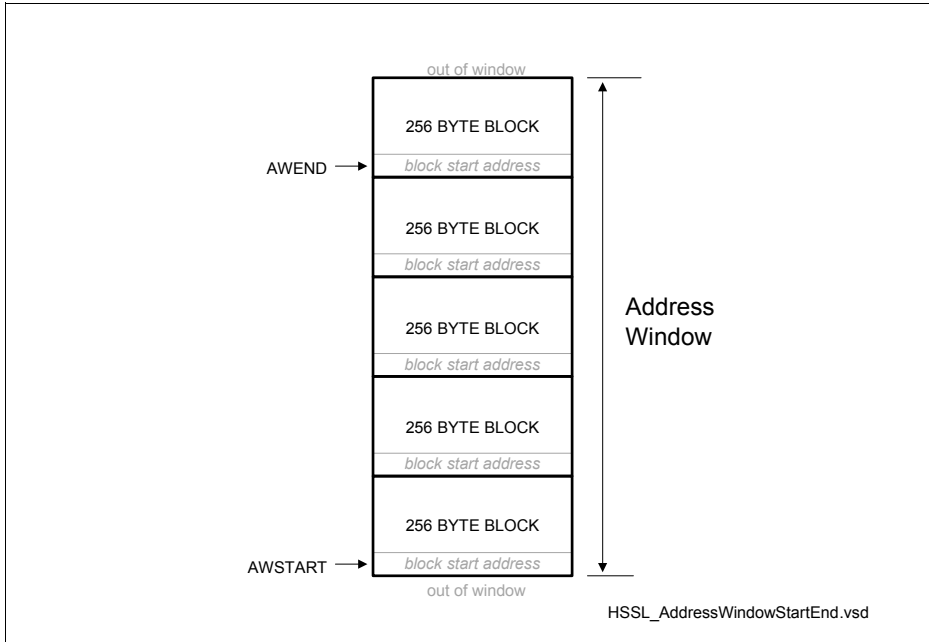 out of window
256 BYTE BLOCK
AWEND
block start address
256 BYTE BLOCK
block start address
256 BYTE BLOCK
Address
Window
block start address
256 BYTE BLOCK
block start address
256 BYTE BLOCK
AWSTART
block start address
out of window
HSSL_AddressWindowStartEnd.vsd